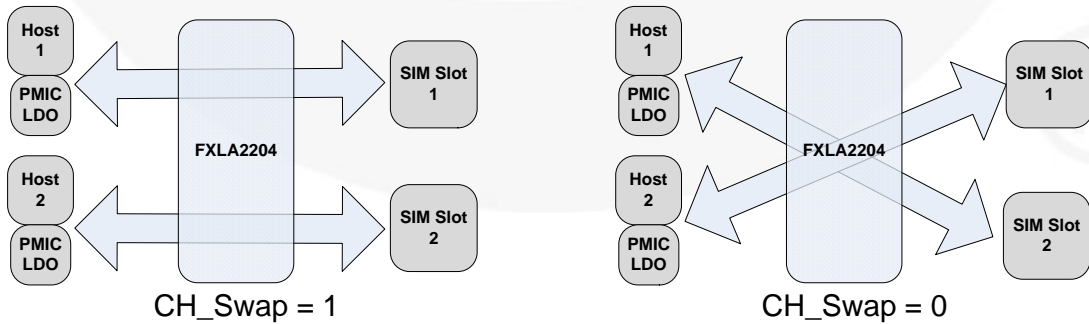 Host
1
PMIC
LDO
SIM Slot
1
FXLA2204
Host
2
PMIC
LDO
SIM Slot
2
CH_Swap = 1
Host
1
PMIC
LDO
SIM Slot
1
FXLA2204
Host
2
PMIC
LDO
SIM Slot
2
CH_Swap = 0